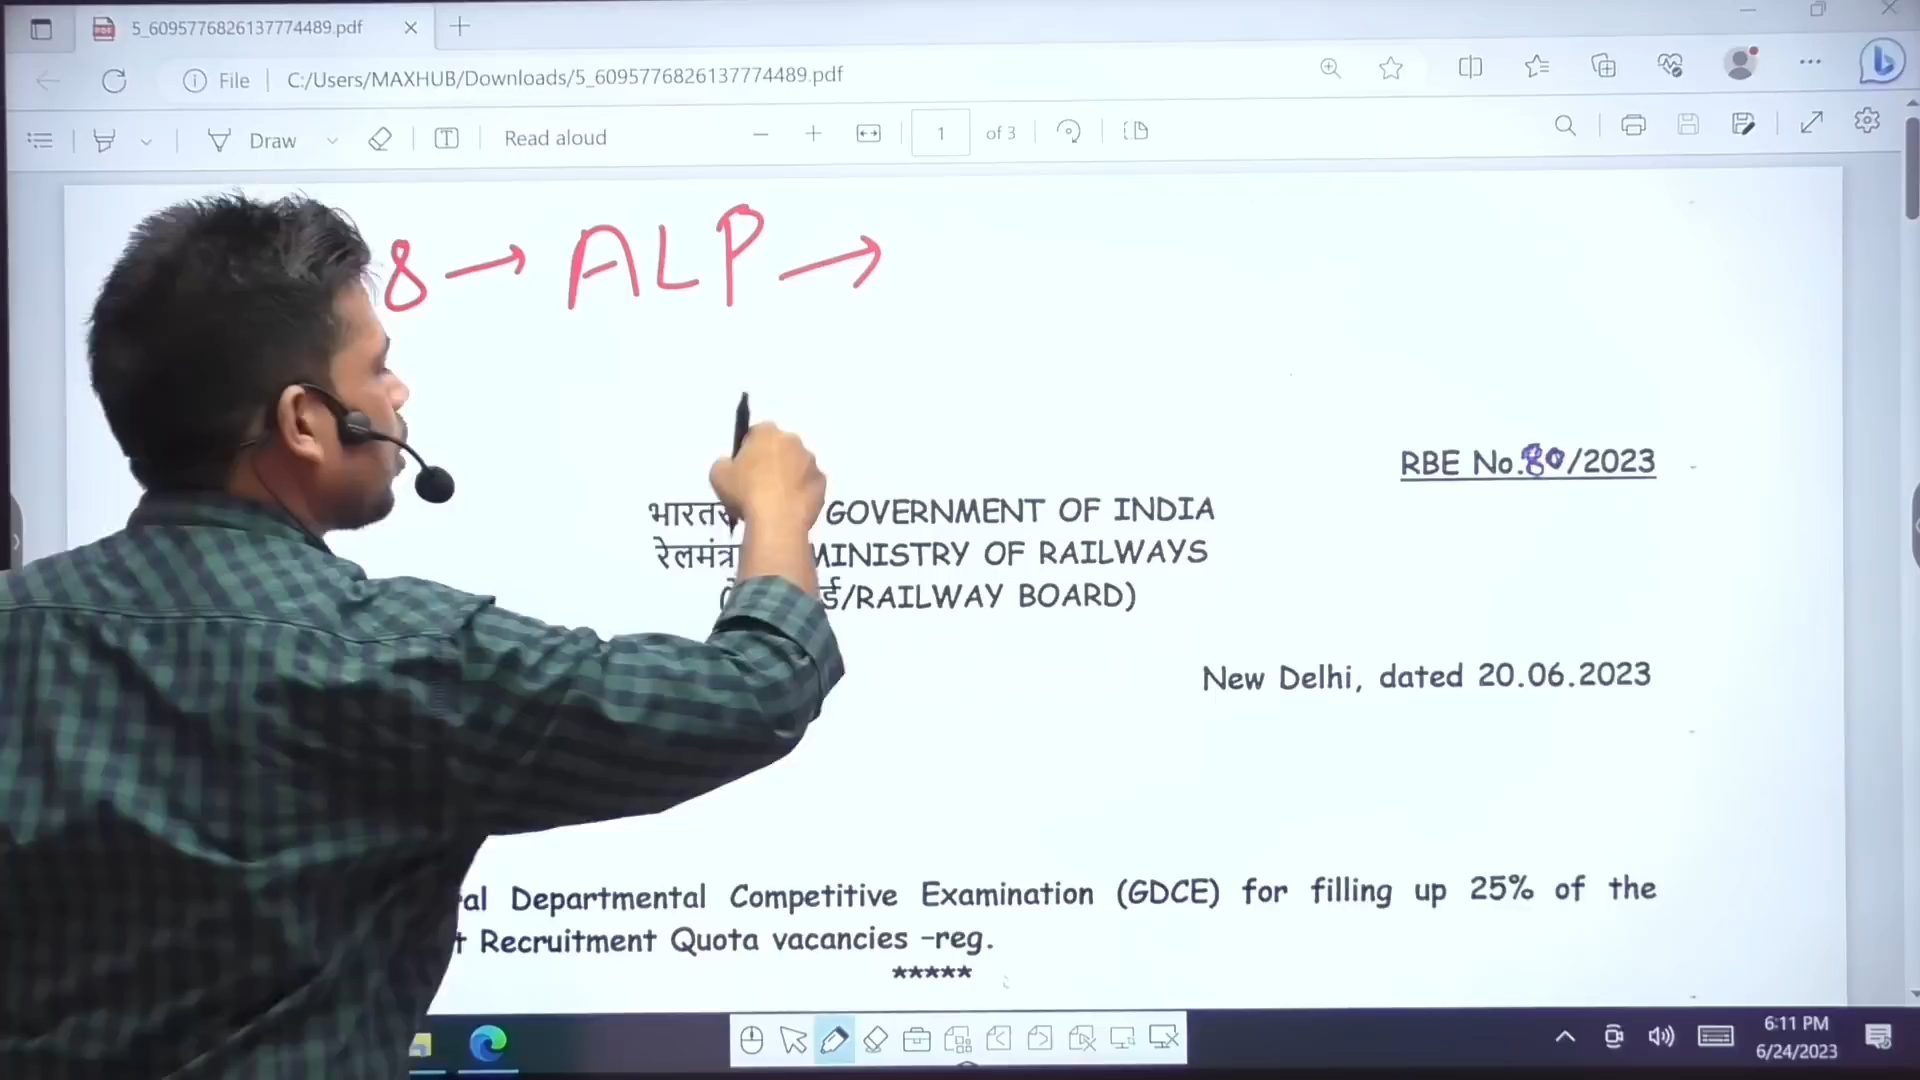 5_6095776826137774489.pdf
File C:/Users/MAXHUB/Downloads/5_6095776826137774489.pdf
Draw Read aloud 1 of 3
8 → ALP →
RBE No.80/2023
GOVERNMENT OF INDIA
MINISTRY OF RAILWAYS
/RAILWAY BOARD)
New Delhi, dated 20.06.2023
Departmental Competitive Examination (GDCE) for filling up 25% of the
Recruitment Quota vacancies -reg.
*****
6:11 PM
6/24/2023